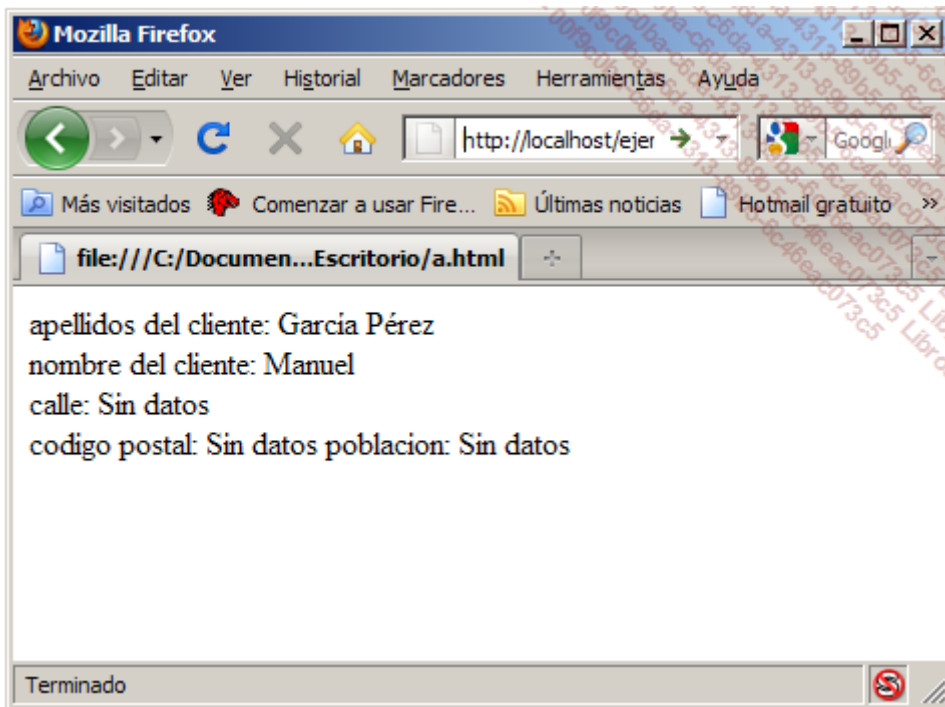 Mozilla Firefox
Archivo Editar Ver Historial Marcadores Herramientas Ayuda
http://localhost/ejer Googl
Más visitados Comenzar a usar Fire... Últimas noticias Hotmail gratuito »
file:///C:/Documen...Escritorio/a.html
apellidos del cliente: García Pérez
nombre del cliente: Manuel
calle: Sin datos
codigo postal: Sin datos poblacion: Sin datos
Terminado